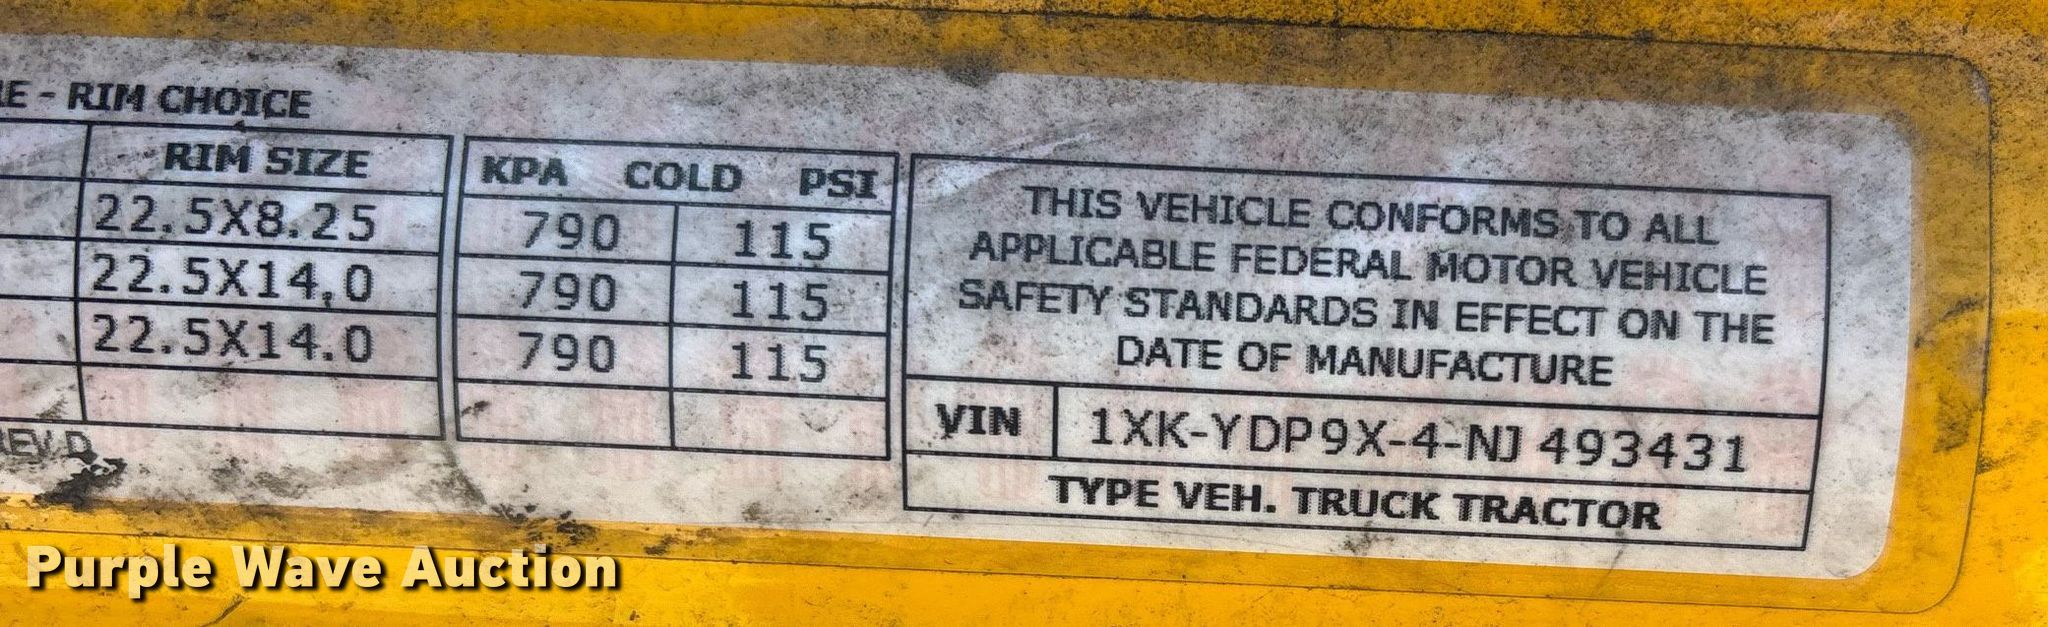 - RIM CHOICE
RIM SIZE
22.5X8.25
22.5X14.0
22.5X14.0
REV D
KPA COLD PSI
790 115
790 115
790 115
THIS VEHICLE CONFORMS TO ALL
APPLICABLE FEDERAL MOTOR VEHICLE
SAFETY STANDARDS IN EFFECT ON THE
DATE OF MANUFACTURE
VIN 1XK-YDP9X-4-NJ 493431
TYPE VEH. TRUCK TRACTOR
Purple Wave Auction